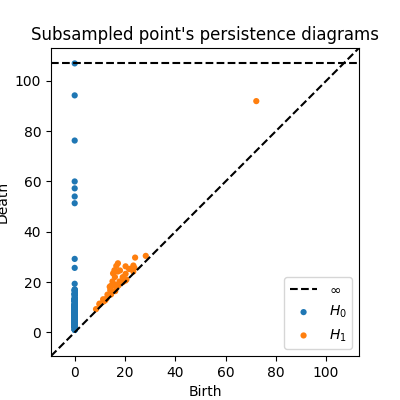 Subsampled point's persistence diagrams
Death
100
80
60
40
20
0
∞
H₀
H₁
0 20 40 60 80 100
Birth